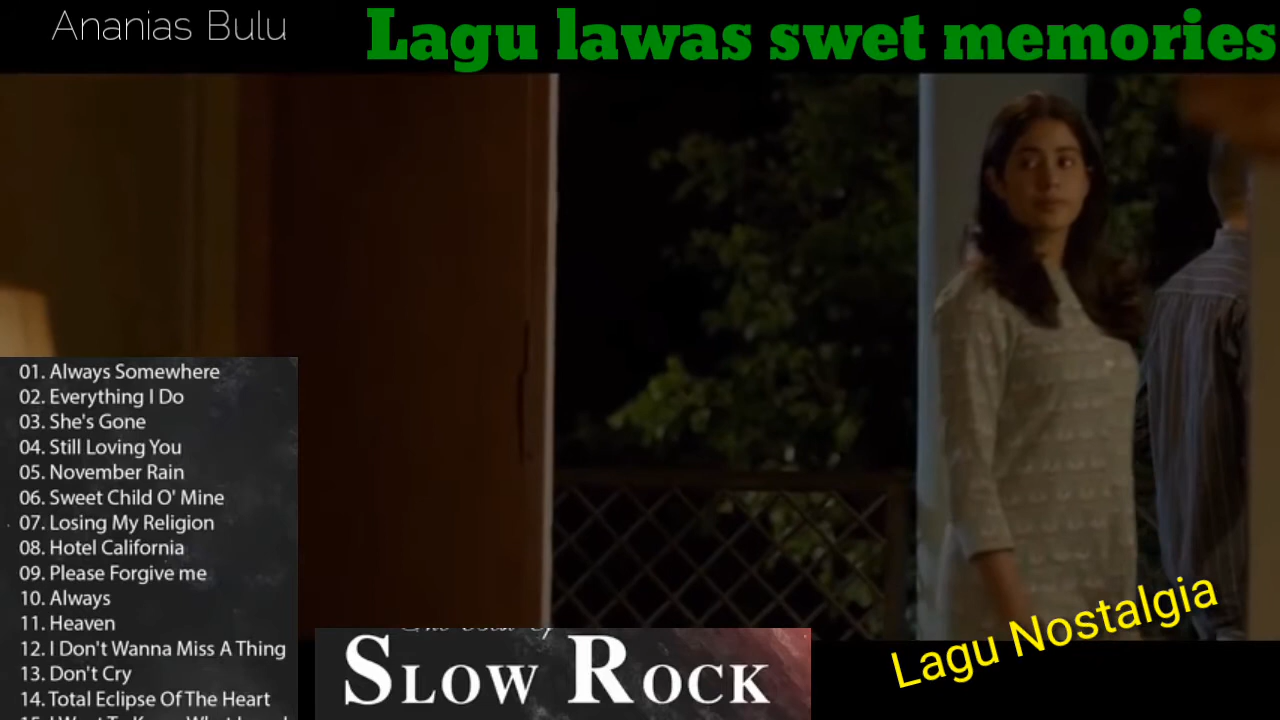 Ananias Bulu
Lagu lawas swet memories
01. Always Somewhere
02. Everything I Do
03. She's Gone
04. Still Loving You
05. November Rain
06. Sweet Child O' Mine
07. Losing My Religion
08. Hotel California
09. Please Forgive me
10. Always
11. Heaven
12. I Don't Wanna Miss A Thing
13. Don't Cry
14. Total Eclipse Of The Heart
SLOW ROCK
Lagu Nostalgia